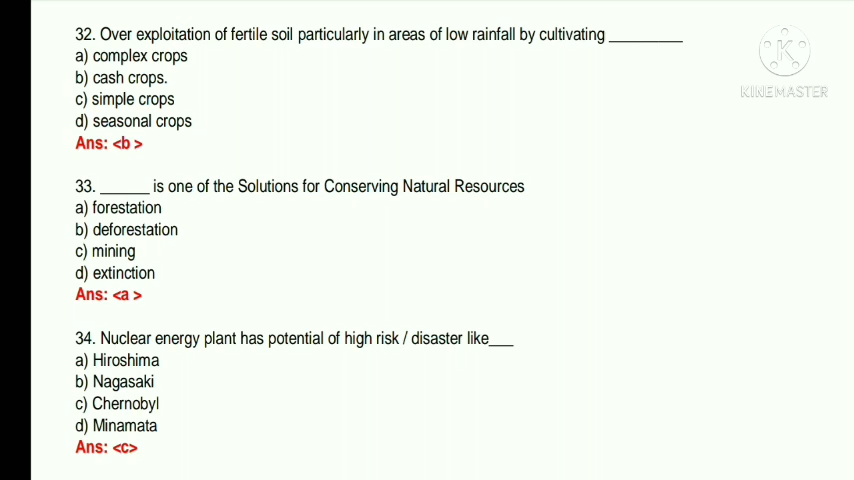 32. Over exploitation of fertile soil particularly in areas of low rainfall by cultivating _________
a) complex crops
b) cash crops.
c) simple crops
d) seasonal crops
Ans: <b >
33. ______ is one of the Solutions for Conserving Natural Resources
a) forestation
b) deforestation
c) mining
d) extinction
Ans: <a >
34. Nuclear energy plant has potential of high risk / disaster like___
a) Hiroshima
b) Nagasaki
c) Chernobyl
d) Minamata
Ans: <c>
K
KINEMASTER